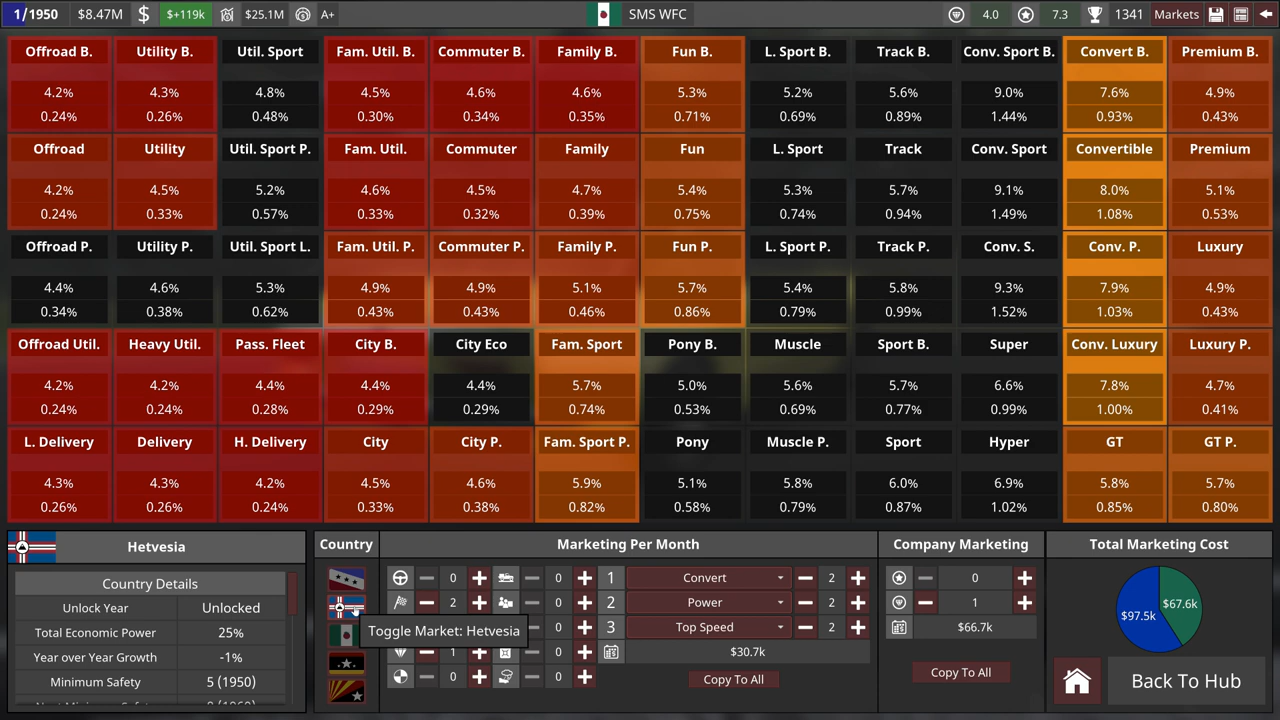 1/1950 $8.47M $ $+119k $25.1M A+ SMS WFC 4.0 7.3 1341 Markets
Offroad B. Utility B. Util. Sport Fam. Util. B. Commuter B. Family B. Fun B. L. Sport B. Track B. Conv. Sport B. Convert B. Premium B.
4.2% 4.3% 4.8% 4.5% 4.6% 4.6% 5.3% 5.2% 5.6% 9.0% 7.6% 4.9%
0.24% 0.26% 0.48% 0.30% 0.34% 0.35% 0.71% 0.69% 0.89% 1.44% 0.93% 0.43%
Offroad Utility Util. Sport P. Fam. Util. Commuter Family Fun L. Sport Track Conv. Sport Convertible Premium
4.2% 4.5% 5.2% 4.6% 4.5% 4.7% 5.4% 5.3% 5.7% 9.1% 8.0% 5.1%
0.24% 0.33% 0.57% 0.33% 0.32% 0.39% 0.75% 0.74% 0.94% 1.49% 1.08% 0.53%
Offroad P. Utility P. Util. Sport L. Fam. Util. P. Commuter P. Family P. Fun P. L. Sport P. Track P. Conv. S. Conv. P. Luxury
4.4% 4.6% 5.3% 4.9% 4.9% 5.1% 5.7% 5.4% 5.8% 9.3% 7.9% 4.9%
0.34% 0.38% 0.62% 0.43% 0.43% 0.46% 0.86% 0.79% 0.99% 1.52% 1.03% 0.43%
Offroad Util. Heavy Util. Pass. Fleet City B. City Eco Fam. Sport Pony B. Muscle Sport B. Super Conv. Luxury Luxury P.
4.2% 4.2% 4.4% 4.4% 4.4% 5.7% 5.0% 5.6% 5.7% 6.6% 7.8% 4.7%
0.24% 0.24% 0.28% 0.29% 0.29% 0.74% 0.53% 0.69% 0.77% 0.99% 1.00% 0.41%
L. Delivery Delivery H. Delivery City City P. Fam. Sport P. Pony Muscle P. Sport Hyper GT GT P.
4.3% 4.3% 4.2% 4.5% 4.6% 5.9% 5.1% 5.8% 6.0% 6.9% 5.8% 5.7%
0.26% 0.26% 0.24% 0.33% 0.38% 0.82% 0.58% 0.79% 0.87% 1.02% 0.85% 0.80%
Hetvesia Country Marketing Per Month Company Marketing Total Marketing Cost
Country Details 0 0 1 Convert 2 0
Unlock Year Unlocked 2 0 2 Power 2 1 $97.5k $67.6k
Total Economic Power 25% Toggle Market: Hetvesia 0 3 Top Speed 2 $66.7k
Year over Year Growth -1% 1 0 $30.7k
Minimum Safety 5 (1950) 0 0 Copy To All Copy To All Back To Hub